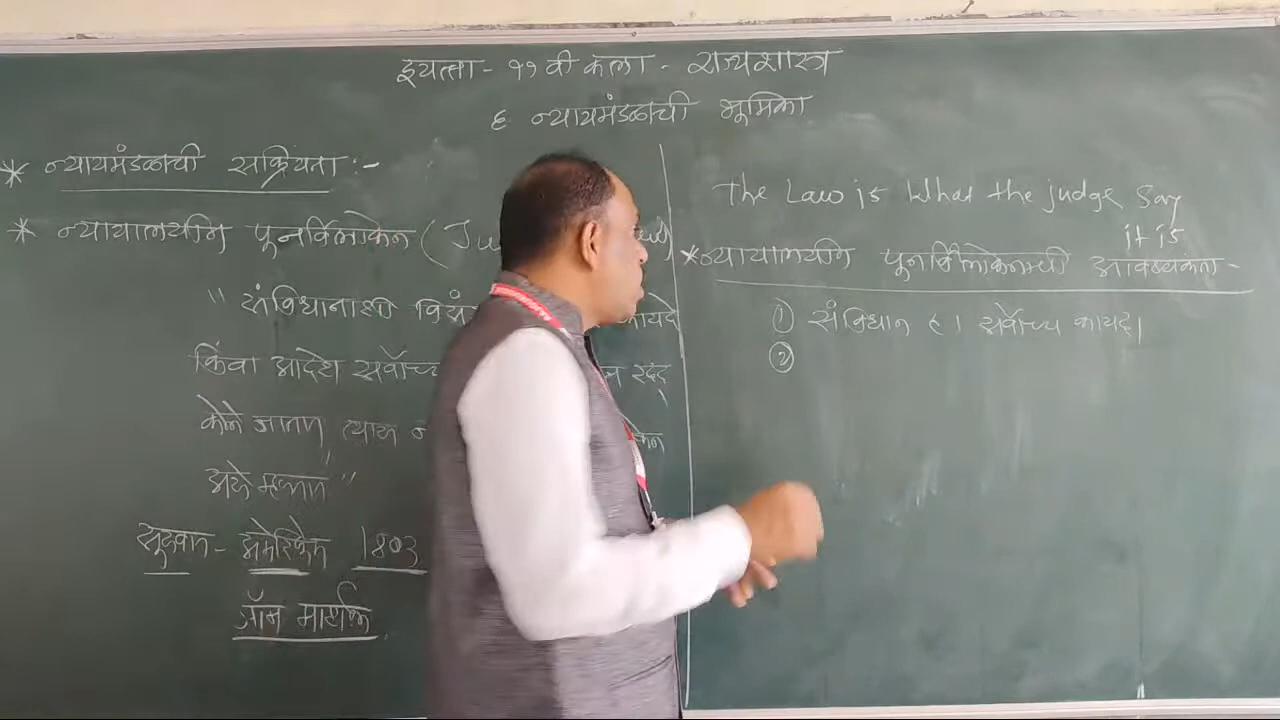 इयत्ता - ११ वी कला - राज्यशास्त्र
६ न्यायमंडळाची भूमिका
* न्यायमंडळाची सक्रियता :-
* न्यायालयीन पूनर्विलोकन (Ju
" संविधानाशी विसं कायदे
किंवा आदेश सर्वोच्च रद्द
केले जातात त्यास
असे म्हणतात "
सुरुवात - अमेरिकेत 1803
जॉन मार्शल
The Law is What the judge Say
it is
* न्यायालयीन पूनर्विलोकनाची आवश्यकता -
① संविधान हा सर्वोच्च कायदा
②